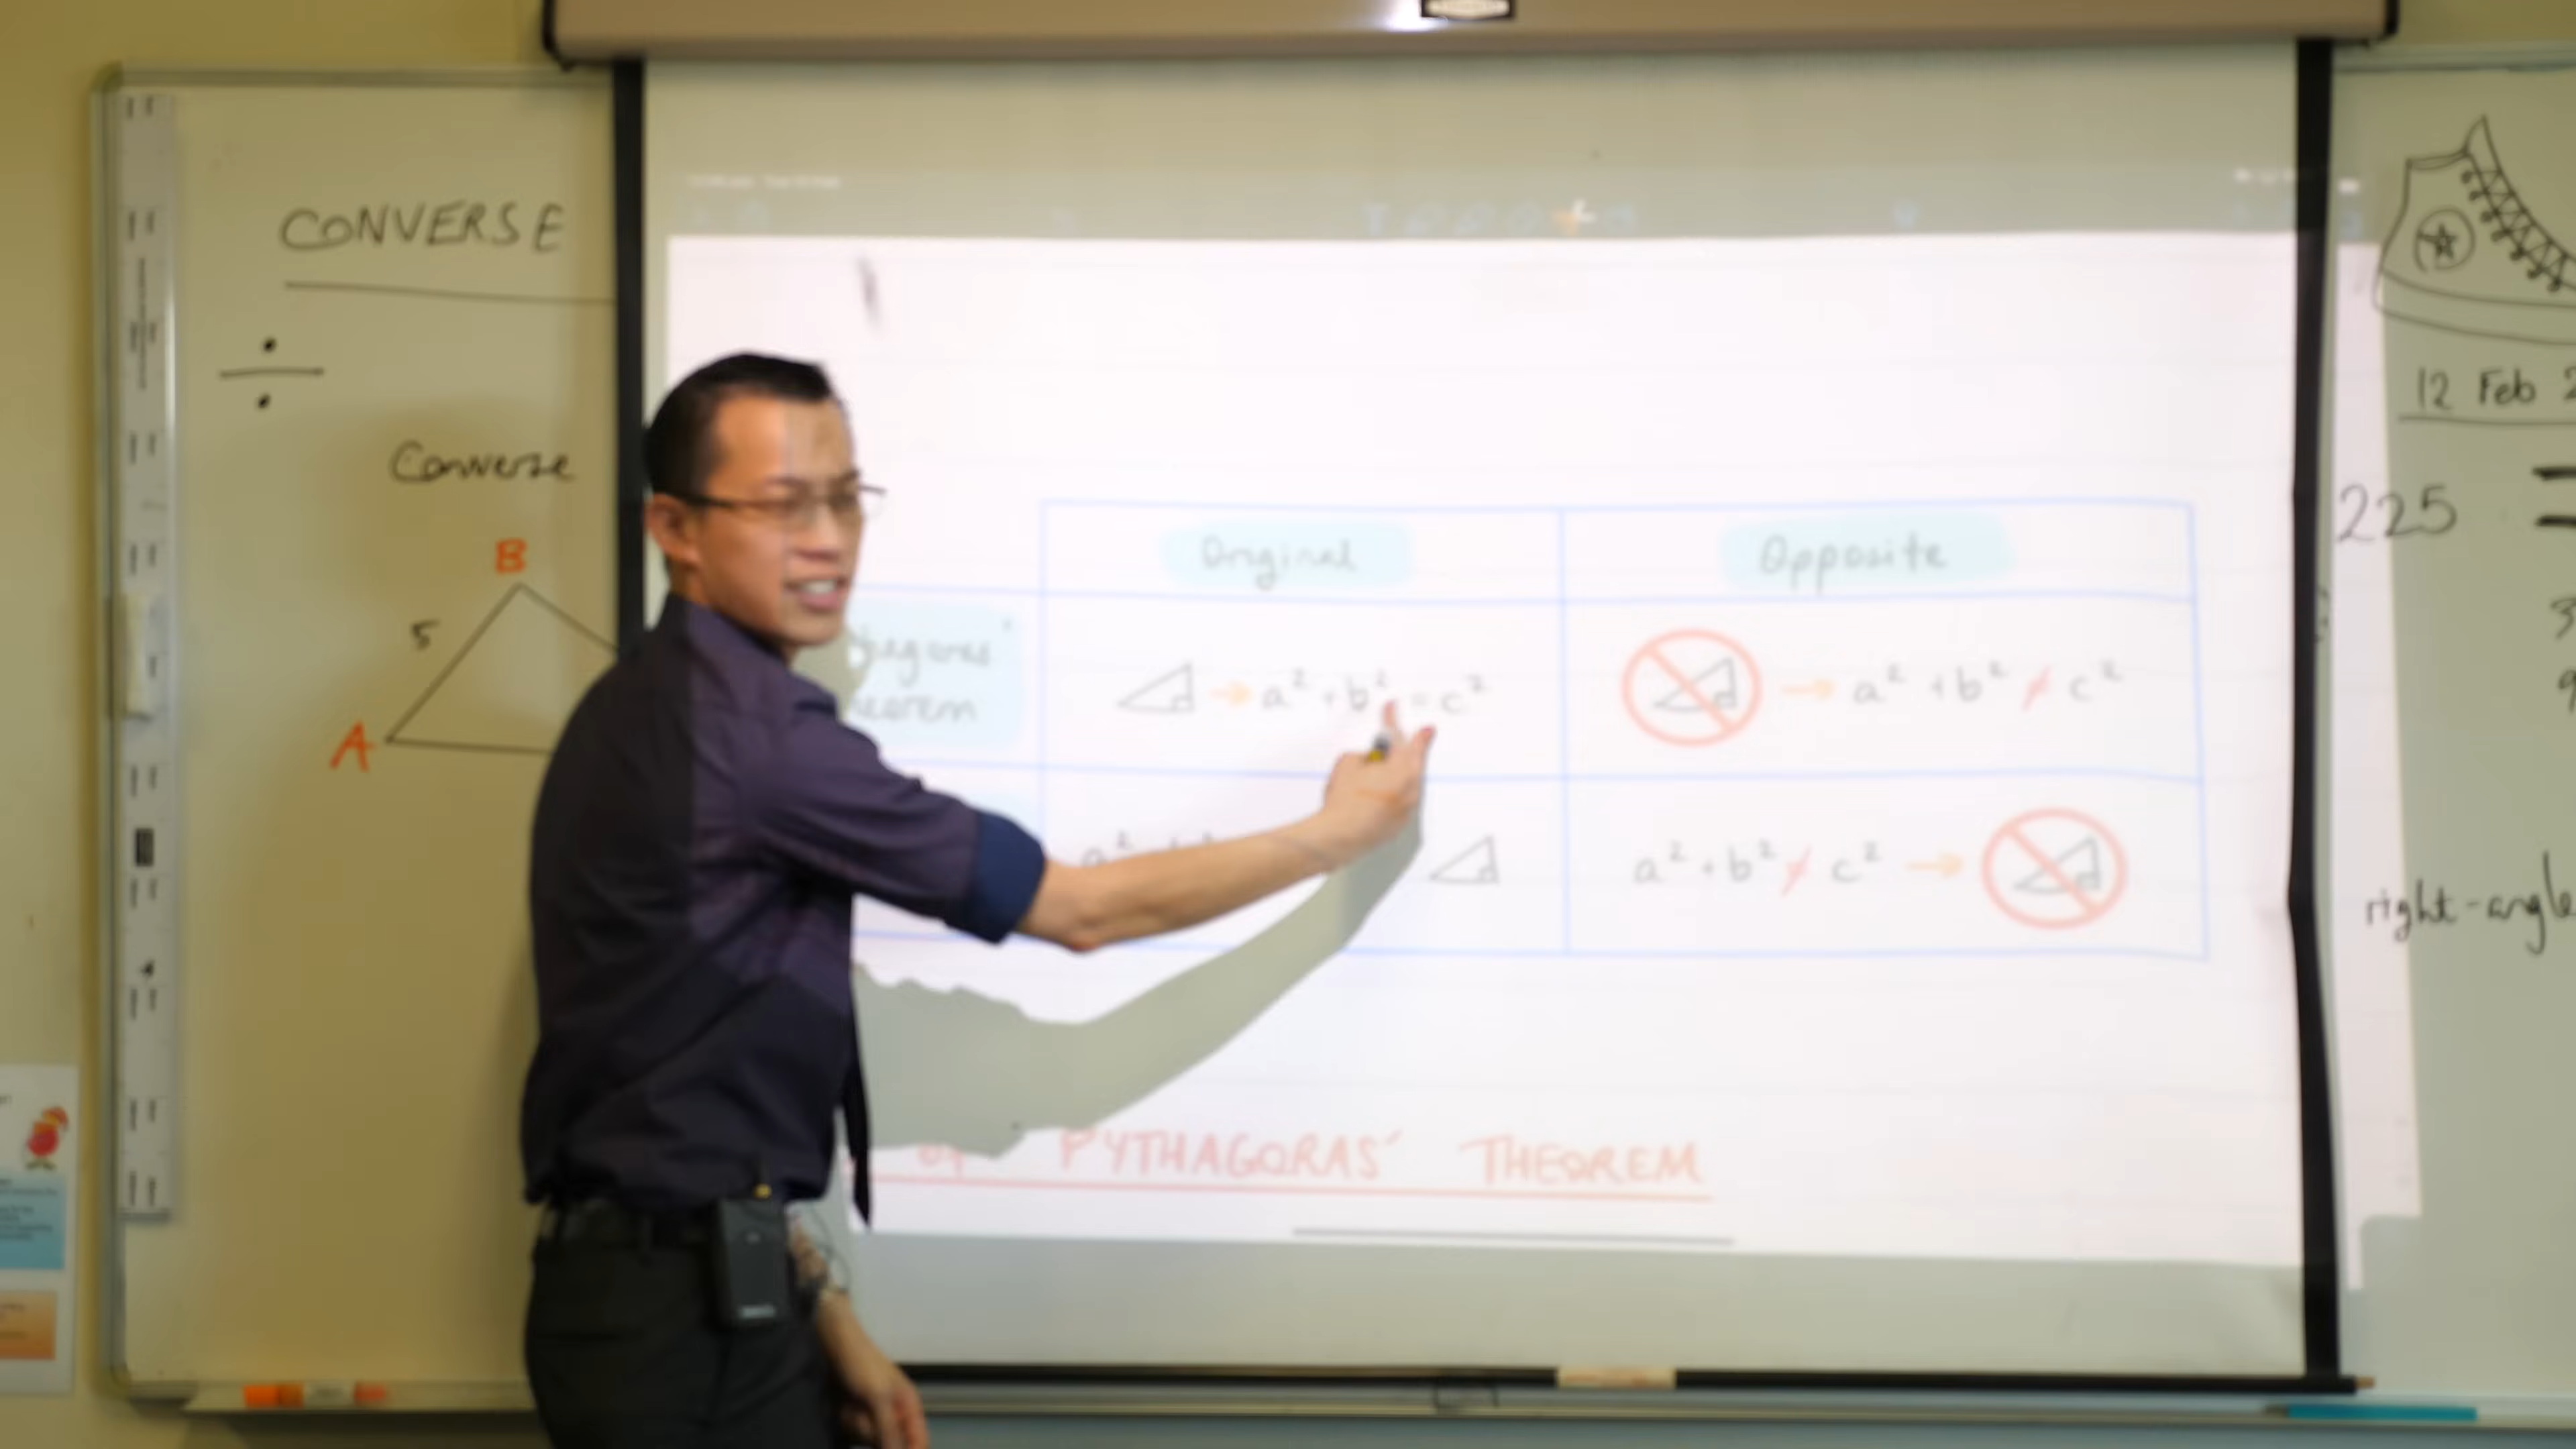 CONVERSE
÷
Converse
B
5
A
Original
Opposite
a² + b² = c²
a² + b² ≠ c²
a² + b² ≠ c²
PYTHAGORAS' THEOREM
12 Feb
225
=
right-angle